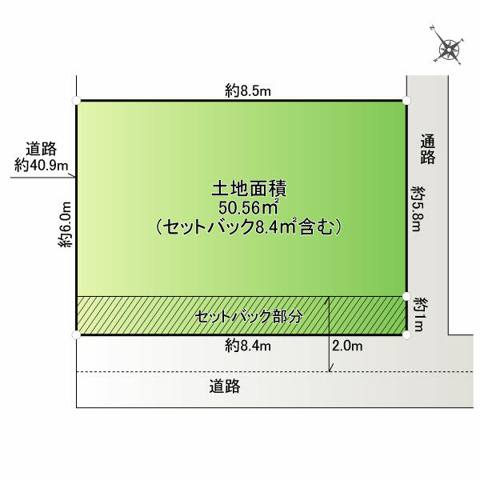 約8.5m
道路
約40.9m
通路
土地面積
50.56㎡
(セットバック8.4㎡含む)
約6.0m
約5.8m
セットバック部分
約1m
約8.4m
2.0m
道路